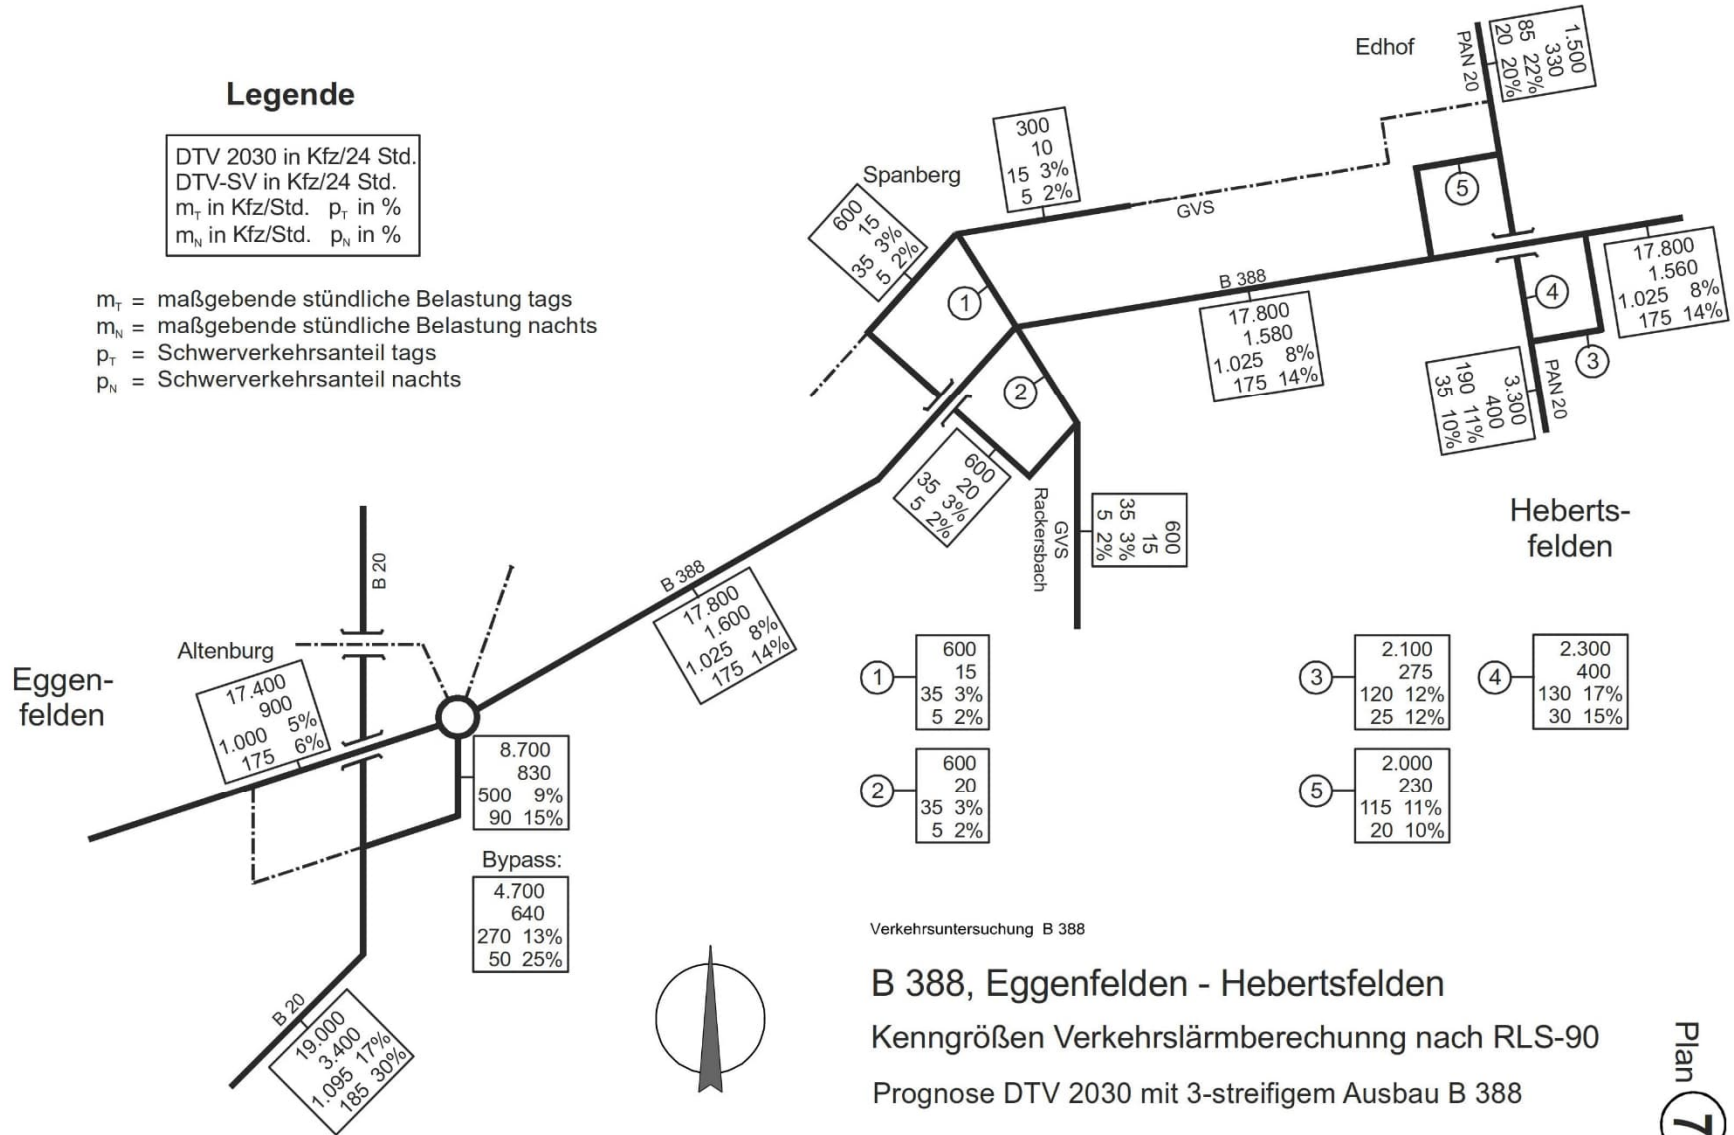 Legende
DTV 2030 in Kfz/24 Std.
DTV-SV in Kfz/24 Std.
mT in Kfz/Std. pT in %
mN in Kfz/Std. pN in %
mT = maßgebende stündliche Belastung tags
mN = maßgebende stündliche Belastung nachts
pT = Schwerverkehrsanteil tags
pN = Schwerverkehrsanteil nachts
Edhof
PAN 20
1.500
330
85 22%
20 20%
300
10
15 3%
5 2%
Spanberg
600
15
35 3%
5 2%
GVS
5
B 388
17.800
1.580
1.025 8%
175 14%
17.800
1.560
1.025 8%
175 14%
1
2
4
3
PAN 20
3.300
400
190 11%
35 10%
600
20
35 3%
5 2%
GVS
Rackersbach
600
15
35 3%
5 2%
Heberts-
felden
B 20
B 388
17.800
1.600
1.025 8%
175 14%
Altenburg
Eggen-
felden
17.400
900
1.000 5%
175 6%
8.700
830
500 9%
90 15%
Bypass:
4.700
640
270 13%
50 25%
B 20
19.000
3.400
1.095 17%
185 30%
1
600
15
35 3%
5 2%
2
600
20
35 3%
5 2%
3
2.100
275
120 12%
25 12%
4
2.300
400
130 17%
30 15%
5
2.000
230
115 11%
20 10%
Verkehrsuntersuchung B 388
B 388, Eggenfelden - Hebertsfelden
Kenngrößen Verkehrslärmberechunng nach RLS-90
Prognose DTV 2030 mit 3-streifigem Ausbau B 388
Plan 7